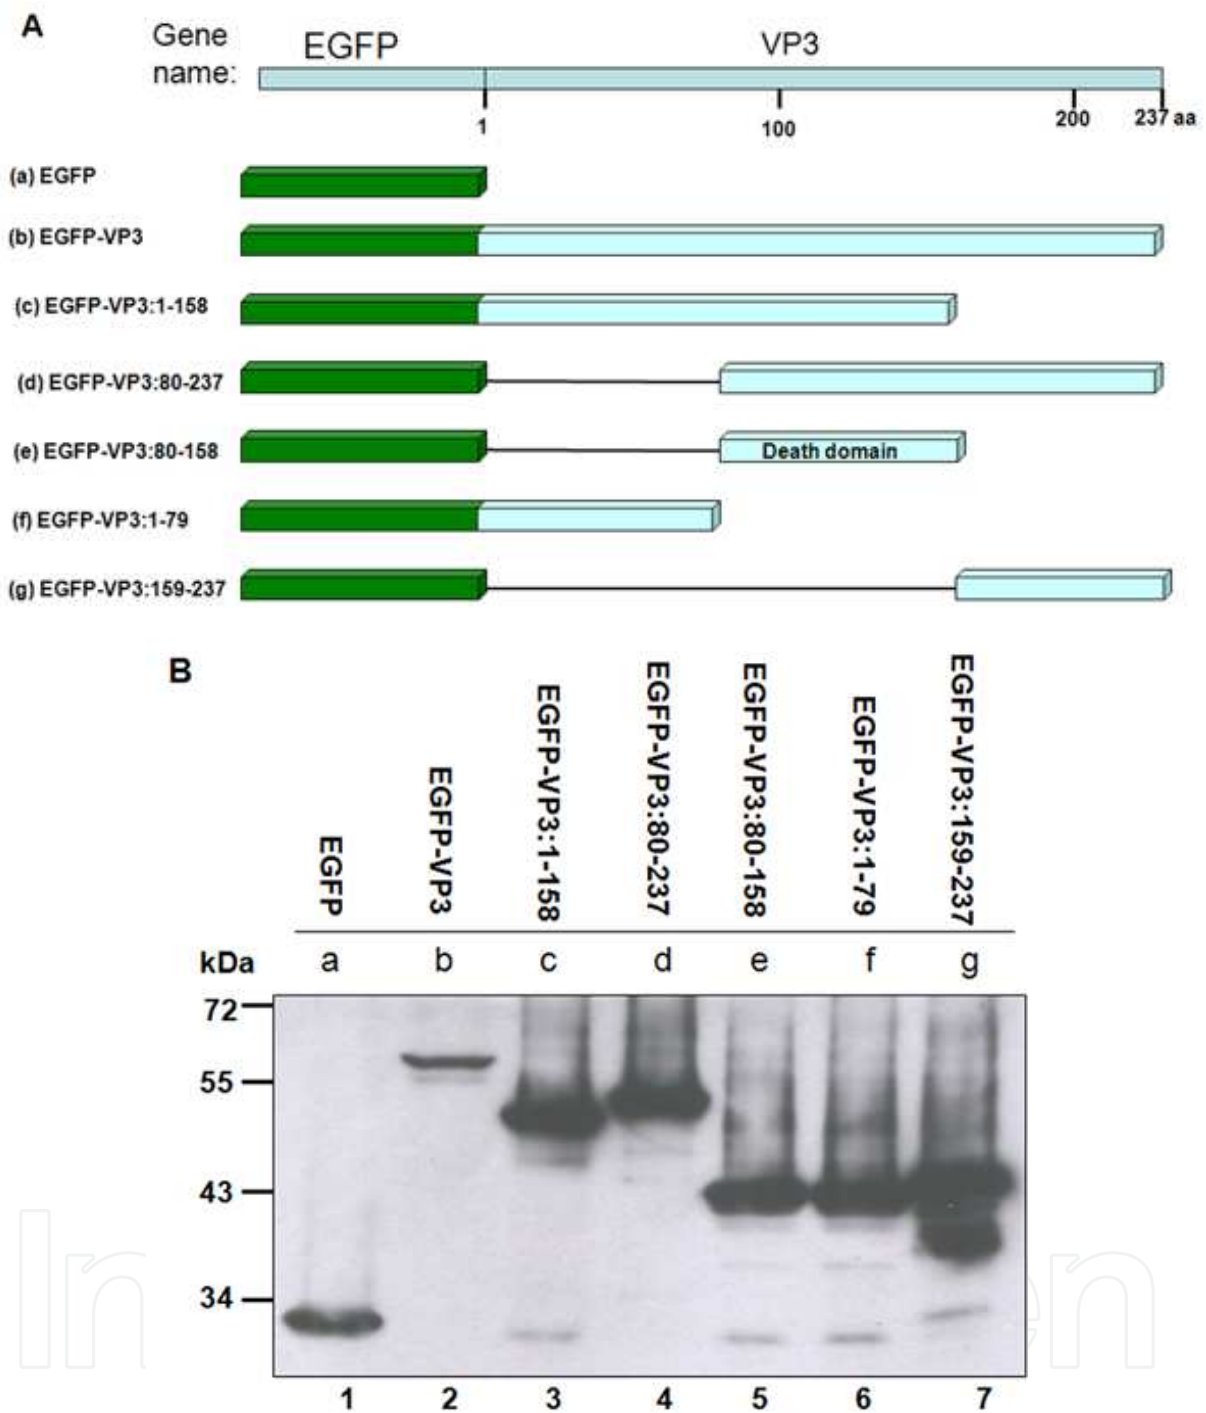 A
Gene name:
EGFP
VP3
1
100
200
237 aa
(a) EGFP
(b) EGFP-VP3
(c) EGFP-VP3:1-158
(d) EGFP-VP3:80-237
(e) EGFP-VP3:80-158
Death domain
(f) EGFP-VP3:1-79
(g) EGFP-VP3:159-237
B
EGFP
EGFP-VP3
EGFP-VP3:1-158
EGFP-VP3:80-237
EGFP-VP3:80-158
EGFP-VP3:1-79
EGFP-VP3:159-237
kDa a b c d e f g
72
55
43
34
1 2 3 4 5 6 7